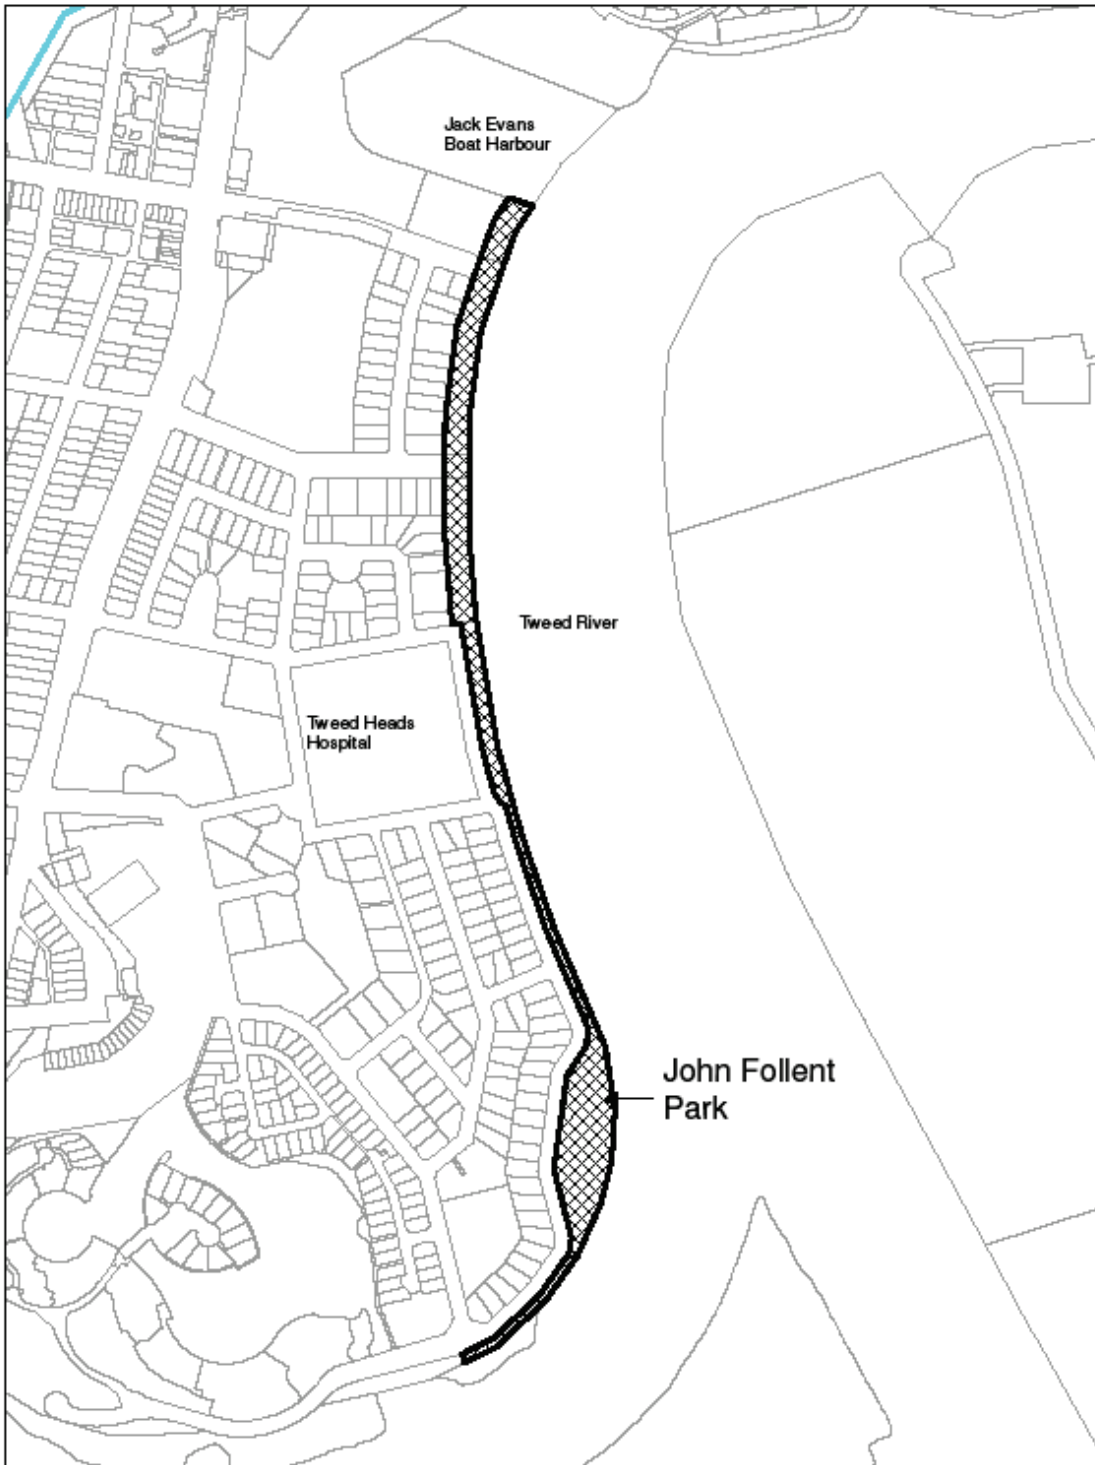 Jack Evans
Boat Harbour
Tweed River
Tweed Heads
Hospital
John Follent
Park